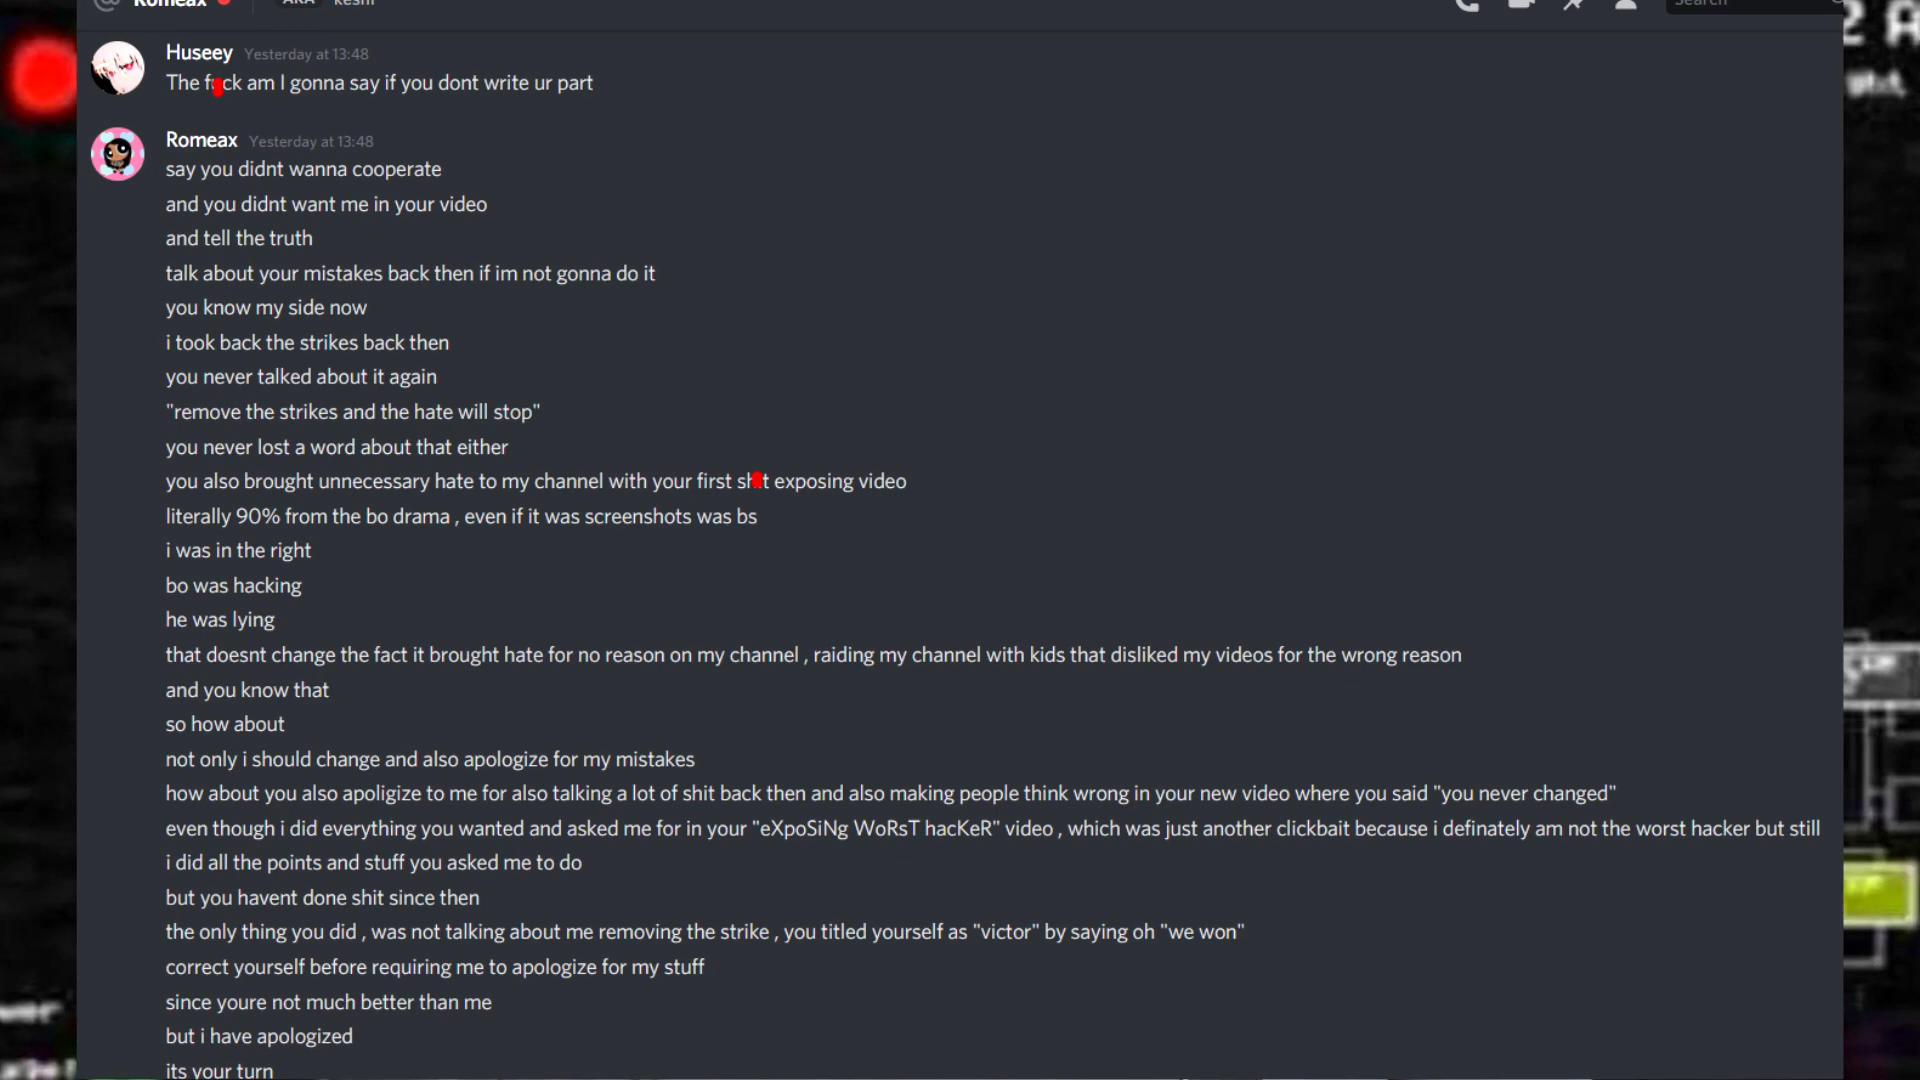 @ Romeax AKA keshi Search
Huseey Yesterday at 13:48
The fuck am I gonna say if you dont write ur part
Romeax Yesterday at 13:48
say you didnt wanna cooperate
and you didnt want me in your video
and tell the truth
talk about your mistakes back then if im not gonna do it
you know my side now
i took back the strikes back then
you never talked about it again
"remove the strikes and the hate will stop"
you never lost a word about that either
you also brought unnecessary hate to my channel with your first shit exposing video
literally 90% from the bo drama , even if it was screenshots was bs
i was in the right
bo was hacking
he was lying
that doesnt change the fact it brought hate for no reason on my channel , raiding my channel with kids that disliked my videos for the wrong reason
and you know that
so how about
not only i should change and also apologize for my mistakes
how about you also apoligize to me for also talking a lot of shit back then and also making people think wrong in your new video where you said "you never changed"
even though i did everything you wanted and asked me for in your "eXpoSiNg WoRsT hacKeR" video , which was just another clickbait because i definately am not the worst hacker but still
i did all the points and stuff you asked me to do
but you havent done shit since then
the only thing you did , was not talking about me removing the strike , you titled yourself as "victor" by saying oh "we won"
correct yourself before requiring me to apologize for my stuff
since youre not much better than me
but i have apologized
its your turn